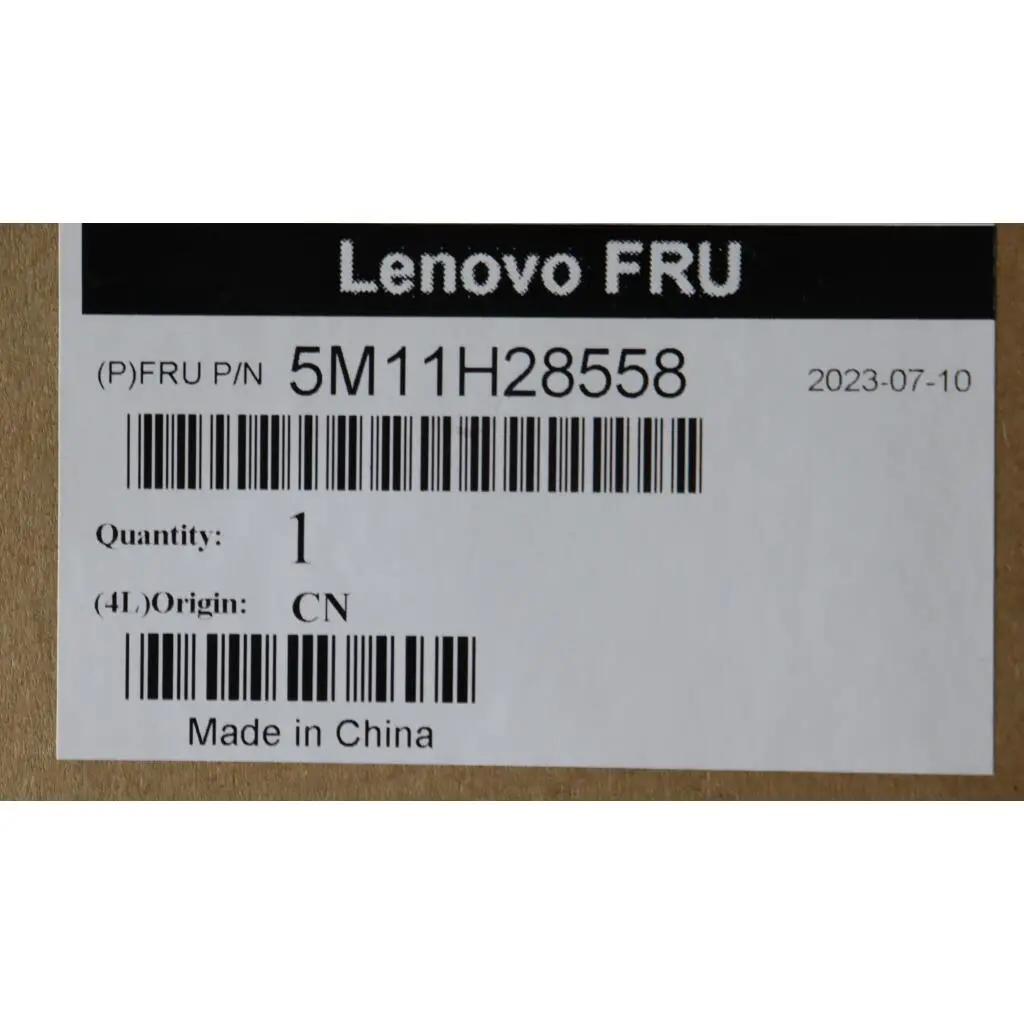 Lenovo FRU
(P)FRU P/N 5M11H28558 2023-07-10
Quantity: 1
(4L)Origin: CN
Made in China